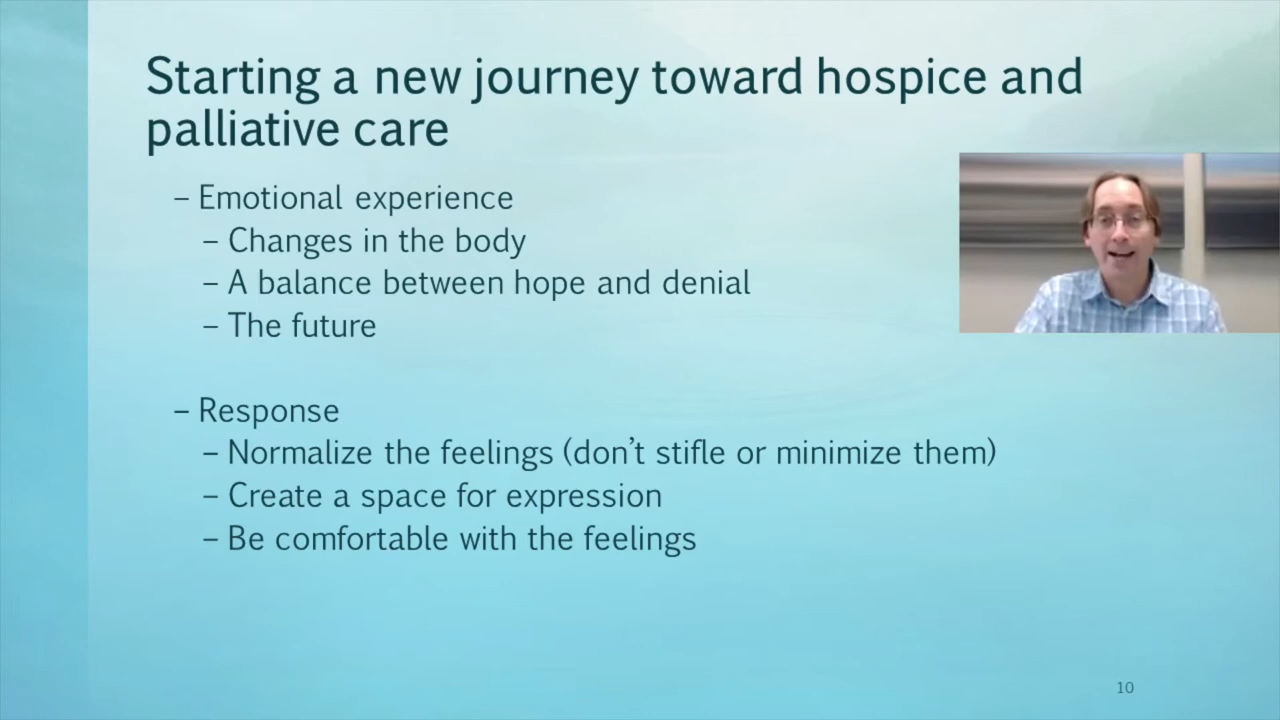 Starting a new journey toward hospice and
palliative care
– Emotional experience
– Changes in the body
– A balance between hope and denial
– The future
– Response
– Normalize the feelings (don’t stifle or minimize them)
– Create a space for expression
– Be comfortable with the feelings
10